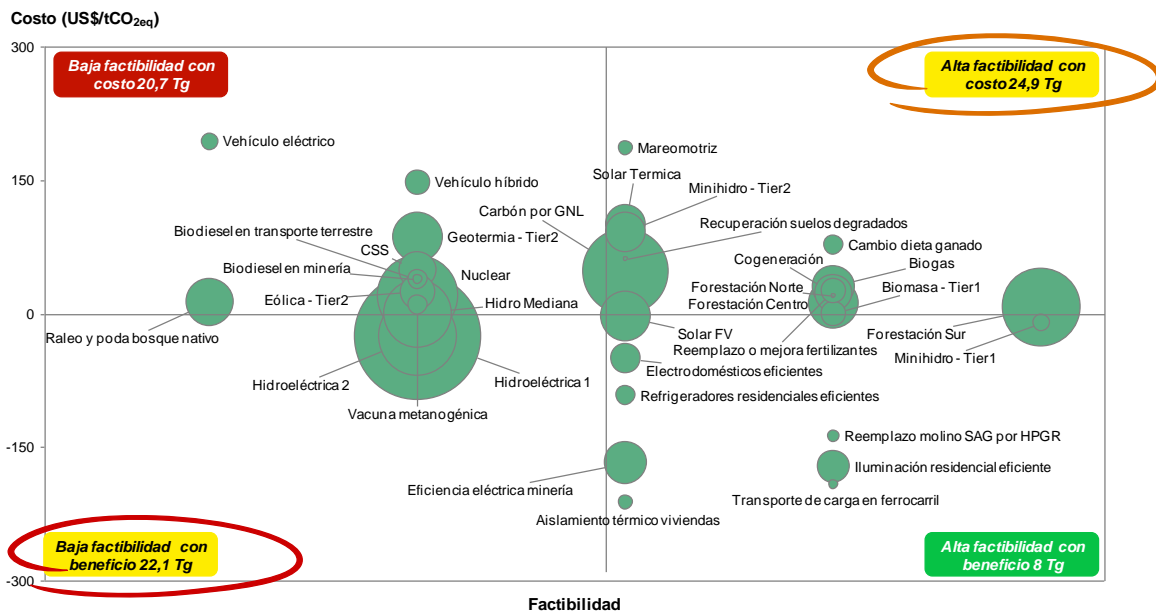 Costo (US$/tCO2eq)
300
Baja factibilidad con
costo 20,7 Tg
Alta factibilidad con
costo 24,9 Tg
Vehículo eléctrico
Mareomotriz
Solar Termica
150
Vehículo híbrido
Minihidro - Tier2
Carbón por GNL
Recuperación suelos degradados
Biodiesel en transporte terrestre
Geotermia - Tier2
CSS
Cambio dieta ganado
Cogeneración
Biogas
Biodiesel en minería
Nuclear
Forestación Norte
Biomasa - Tier1
Eólica - Tier2
Hidro Mediana
Forestación Centro
0
Raleo y poda bosque nativo
Solar FV
Forestación Sur
Reemplazo o mejora fertilizantes
Minihidro - Tier1
Electrodomésticos eficientes
Hidroeléctrica 2
Hidroeléctrica 1
Refrigeradores residenciales eficientes
Vacuna metanogénica
-150
Reemplazo molino SAG por HPGR
Iluminación residencial eficiente
Eficiencia eléctrica minería
Transporte de carga en ferrocarril
Aislamiento térmico viviendas
Baja factibilidad con
beneficio 22,1 Tg
Alta factibilidad con
beneficio 8 Tg
-300
Factibilidad